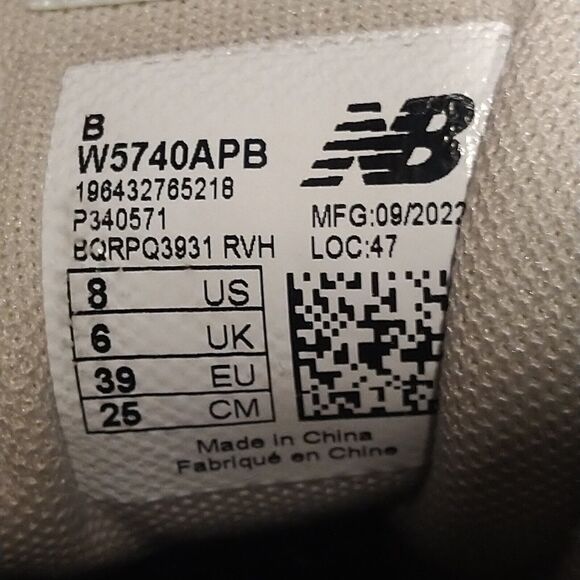 B
W5740APB
196432765218
P340571
BQRPQ3931 RVH
NB
MFG:09/2022
LOC:47
8 US
6 UK
39 EU
25 CM
Made in China
Fabriqué en Chine